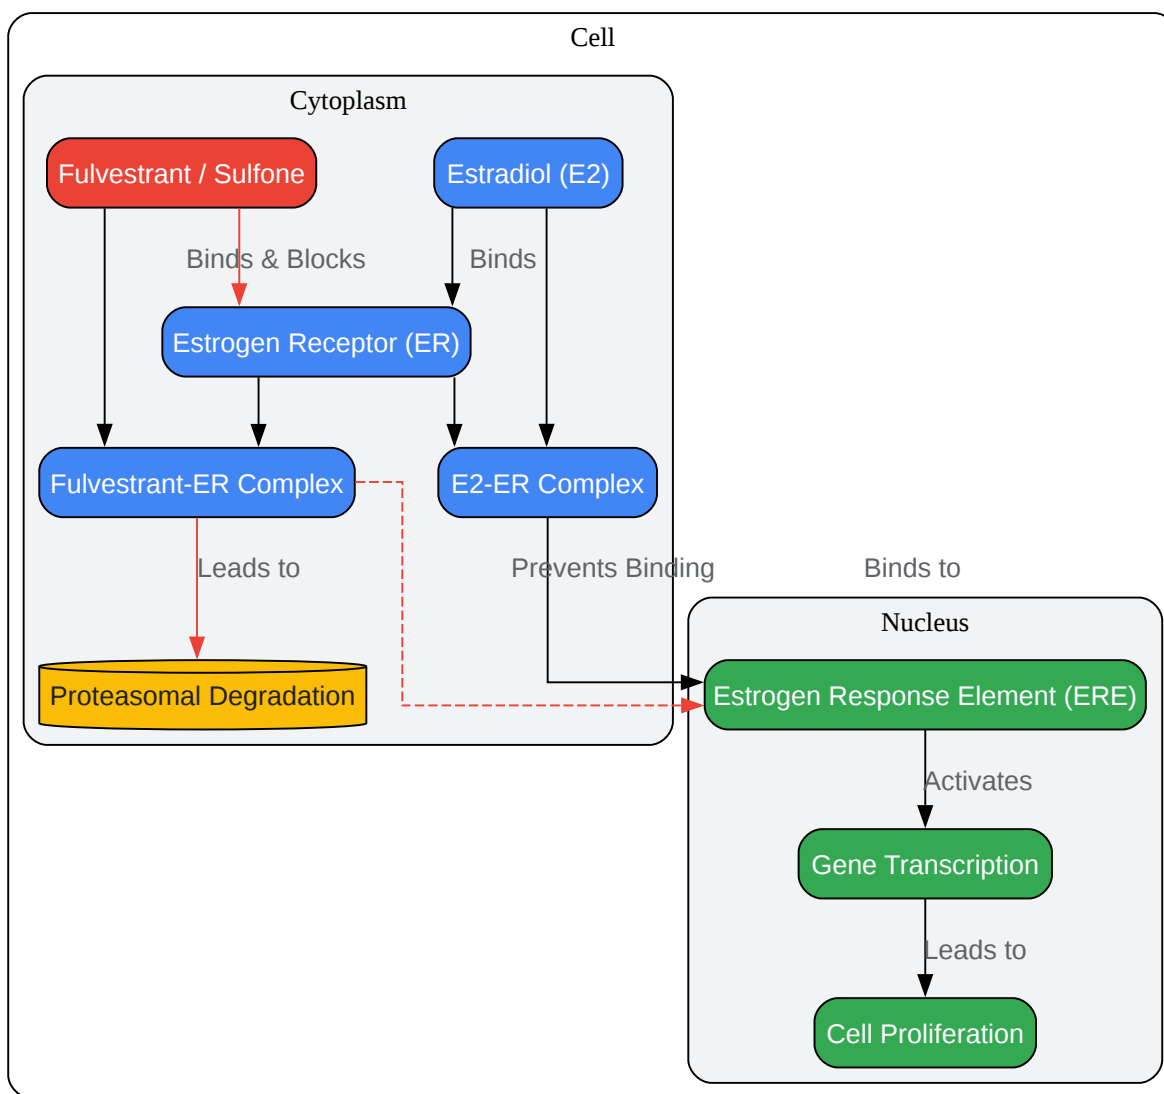 Cell
Cytoplasm
Fulvestrant / Sulfone
Estradiol (E2)
Binds & Blocks
Binds
Estrogen Receptor (ER)
Fulvestrant-ER Complex
E2-ER Complex
Leads to
Prevents Binding
Binds to
Nucleus
Proteasomal Degradation
Estrogen Response Element (ERE)
Activates
Gene Transcription
Leads to
Cell Proliferation